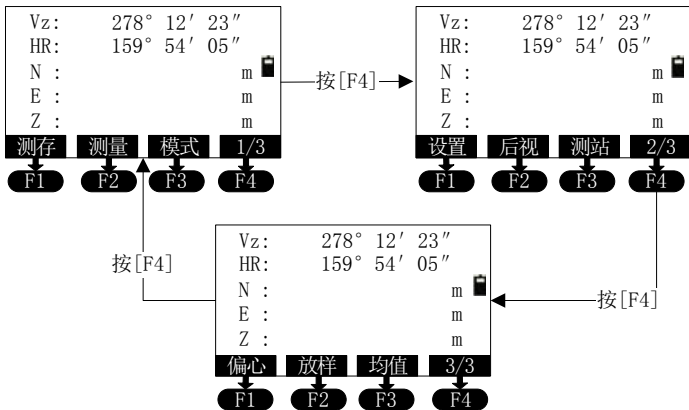 Vz: 278° 12′ 23″
HR: 159° 54′ 05″
N : m
E : m
Z : m
测存 测量 模式 1/3
F1 F2 F3 F4
按[F4]
Vz: 278° 12′ 23″
HR: 159° 54′ 05″
N : m
E : m
Z : m
设置 后视 测站 2/3
F1 F2 F3 F4
按[F4]
Vz: 278° 12′ 23″
HR: 159° 54′ 05″
N : m
E : m
Z : m
偏心 放样 均值 3/3
F1 F2 F3 F4
按[F4]